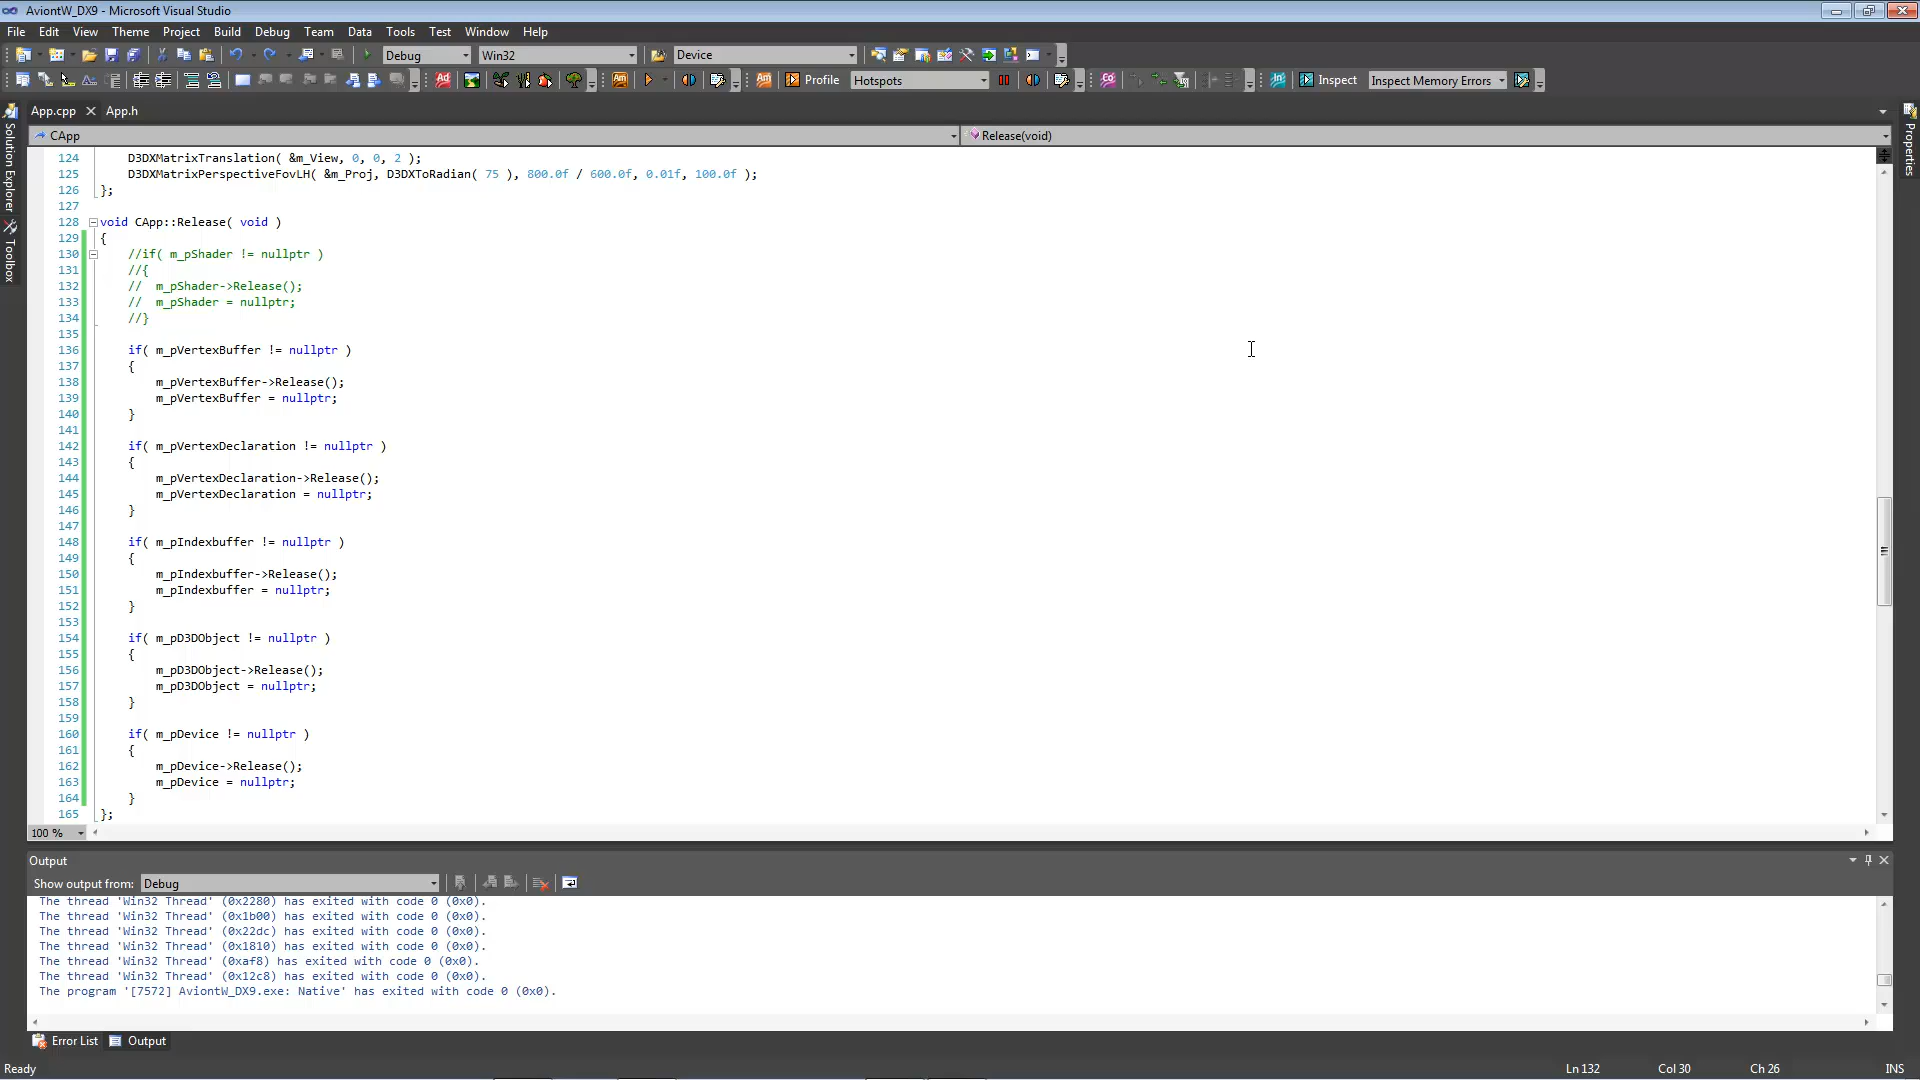 AviontW_DX9 - Microsoft Visual Studio
File Edit View Theme Project Build Debug Team Data Tools Test Window Help
Debug Win32 Device
Profile Hotspots Inspect Inspect Memory Errors
App.cpp App.h
CApp Release(void)
Solution Explorer
Toolbox
Properties
124 D3DXMatrixTranslation( &m_View, 0, 0, 2 );
125 D3DXMatrixPerspectiveFovLH( &m_Proj, D3DXToRadian( 75 ), 800.0f / 600.0f, 0.01f, 100.0f );
126 };
127
128 void CApp::Release( void )
129 {
130 //if( m_pShader != nullptr )
131 //{
132 // m_pShader->Release();
133 // m_pShader = nullptr;
134 //}
135
136 if( m_pVertexBuffer != nullptr )
137 {
138 m_pVertexBuffer->Release();
139 m_pVertexBuffer = nullptr;
140 }
141
142 if( m_pVertexDeclaration != nullptr )
143 {
144 m_pVertexDeclaration->Release();
145 m_pVertexDeclaration = nullptr;
146 }
147
148 if( m_pIndexbuffer != nullptr )
149 {
150 m_pIndexbuffer->Release();
151 m_pIndexbuffer = nullptr;
152 }
153
154 if( m_pD3DObject != nullptr )
155 {
156 m_pD3DObject->Release();
157 m_pD3DObject = nullptr;
158 }
159
160 if( m_pDevice != nullptr )
161 {
162 m_pDevice->Release();
163 m_pDevice = nullptr;
164 }
165 };
100 %
Output
Show output from: Debug
The thread 'Win32 Thread' (0x2280) has exited with code 0 (0x0).
The thread 'Win32 Thread' (0x1b00) has exited with code 0 (0x0).
The thread 'Win32 Thread' (0x22dc) has exited with code 0 (0x0).
The thread 'Win32 Thread' (0x1810) has exited with code 0 (0x0).
The thread 'Win32 Thread' (0xaf8) has exited with code 0 (0x0).
The thread 'Win32 Thread' (0x12c8) has exited with code 0 (0x0).
The program '[7572] AviontW_DX9.exe: Native' has exited with code 0 (0x0).
Error List Output
Ready Ln 132 Col 30 Ch 26 INS